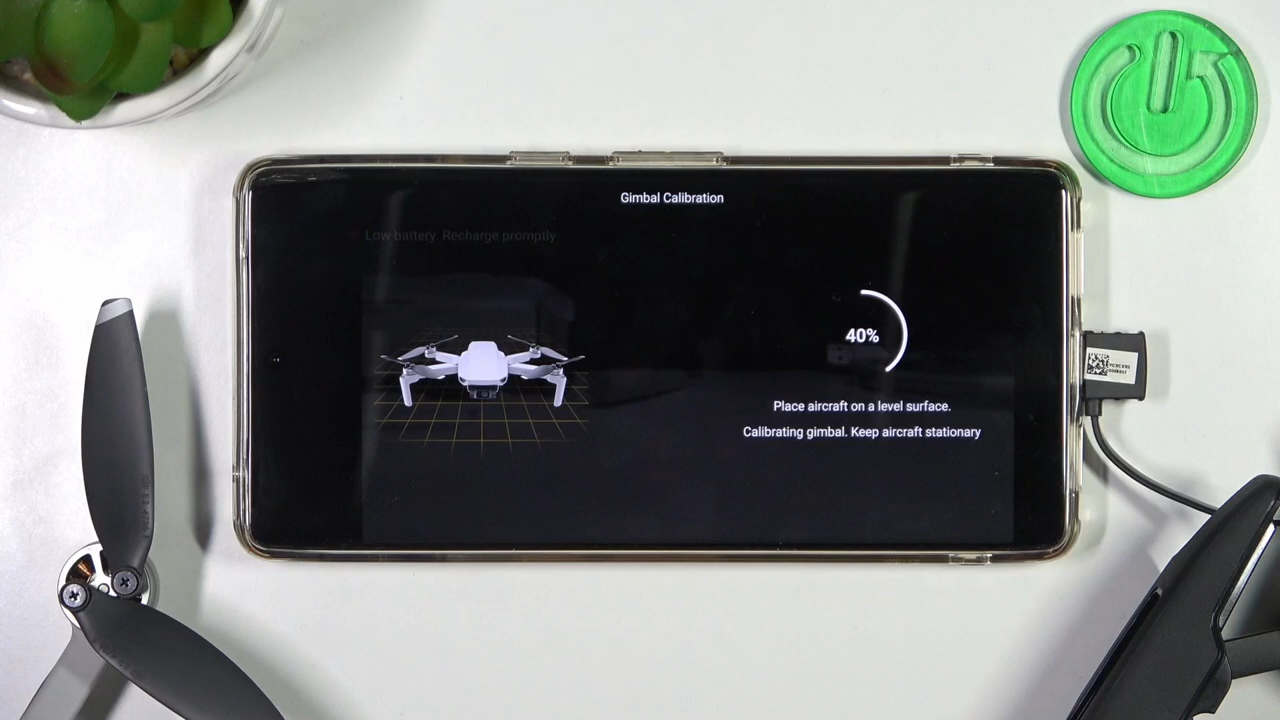 Gimbal Calibration
Low battery. Recharge promptly
40%
Place aircraft on a level surface.
Calibrating gimbal. Keep aircraft stationary